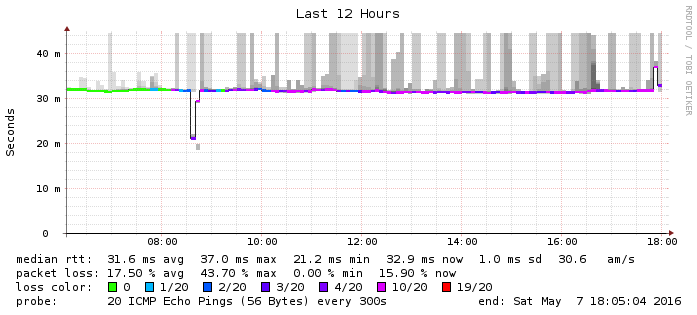 Last 12 Hours
RRDTOOL / TOBI OETIKER
Seconds
40 m
30 m
20 m
10 m
0
08:00 10:00 12:00 14:00 16:00 18:00
median rtt: 31.6 ms avg 37.0 ms max 21.2 ms min 32.9 ms now 1.0 ms sd 30.6 am/s
packet loss: 17.50 % avg 43.70 % max 0.00 % min 15.90 % now
loss color: 0 1/20 2/20 3/20 4/20 10/20 19/20
probe: 20 ICMP Echo Pings (56 Bytes) every 300s end: Sat May 7 18:05:04 2016